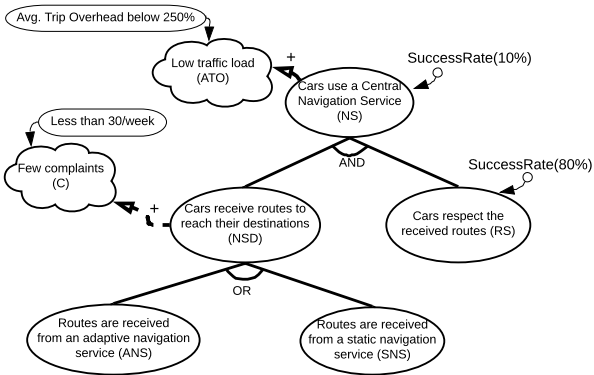 Avg. Trip Overhead below 250%
Low traffic load
(ATO)
+
SuccessRate(10%)
Cars use a Central
Navigation Service
(NS)
Less than 30/week
Few complaints
(C)
AND
SuccessRate(80%)
+
Cars receive routes to
reach their destinations
(NSD)
Cars respect the
received routes (RS)
OR
Routes are received
from an adaptive navigation
service (ANS)
Routes are received
from a static navigation
service (SNS)